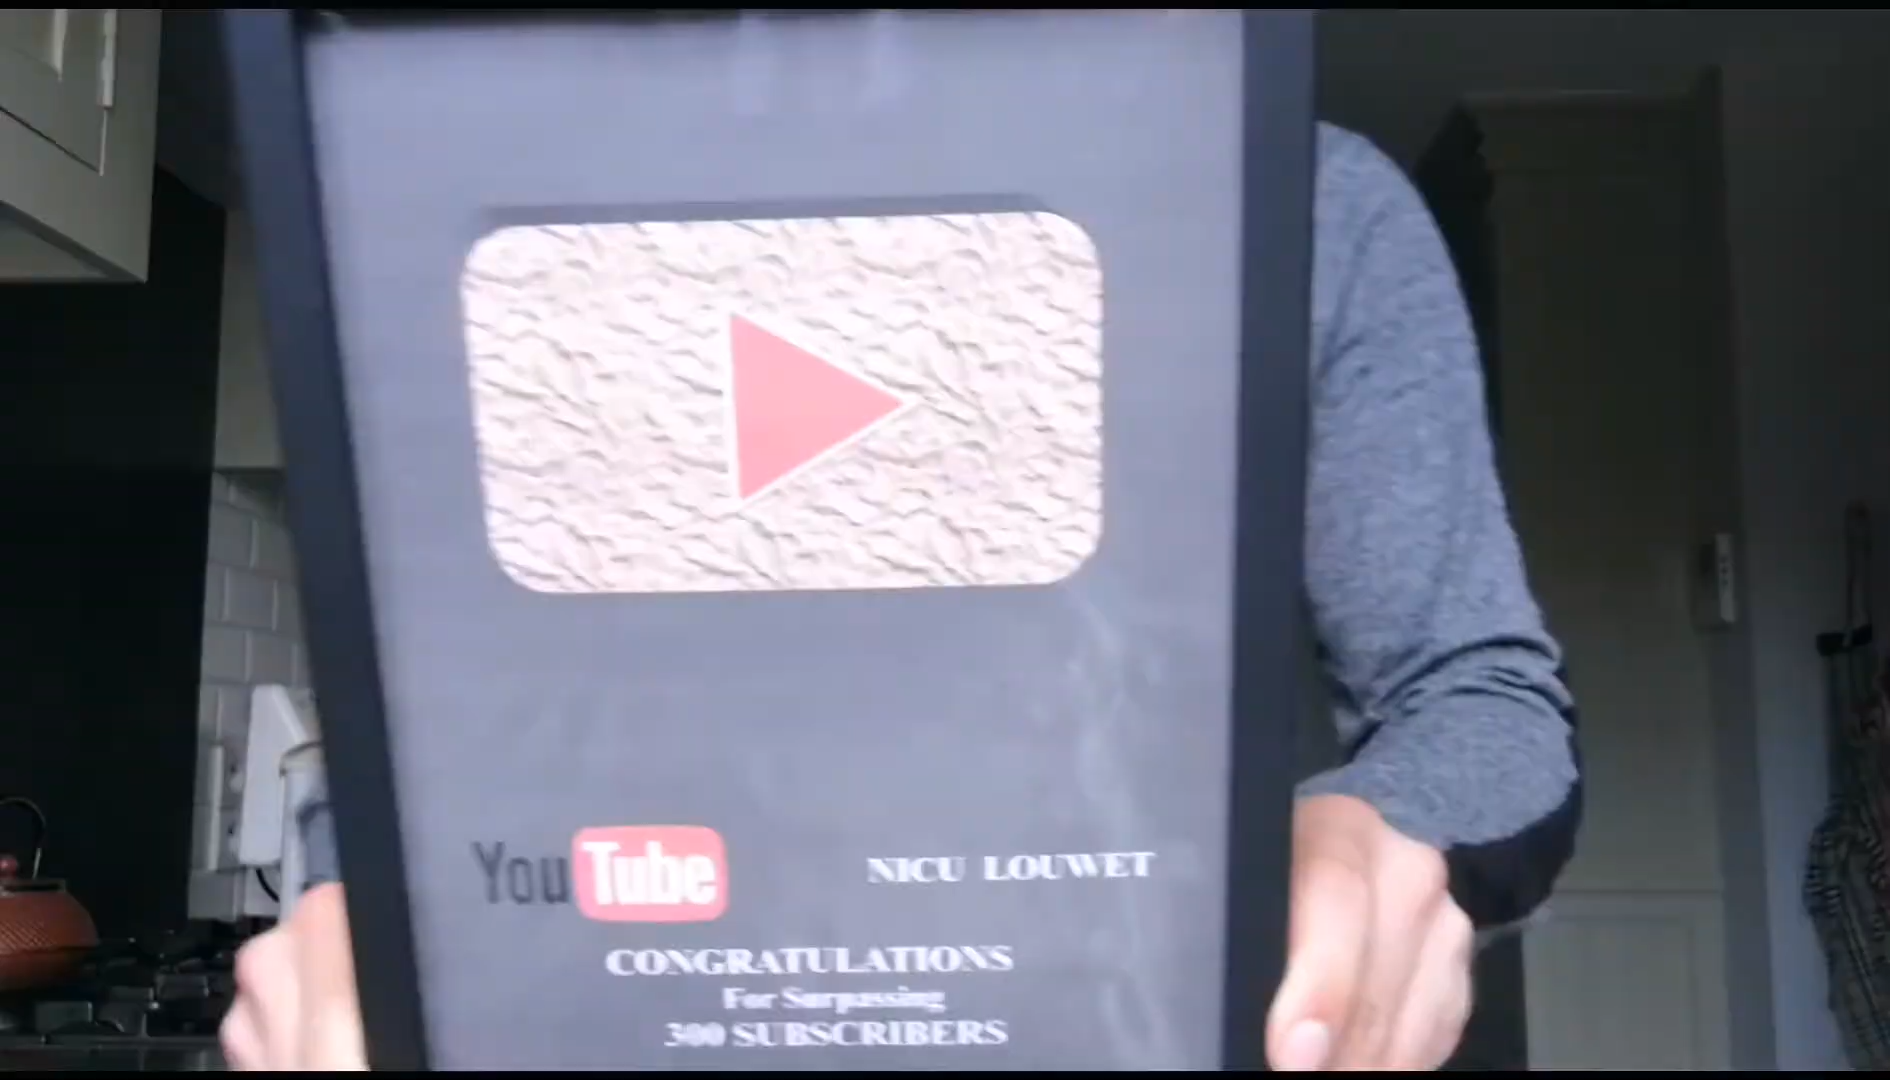 YouTube NICU LOUWET
CONGRATULATIONS
For Surpassing
300 SUBSCRIBERS